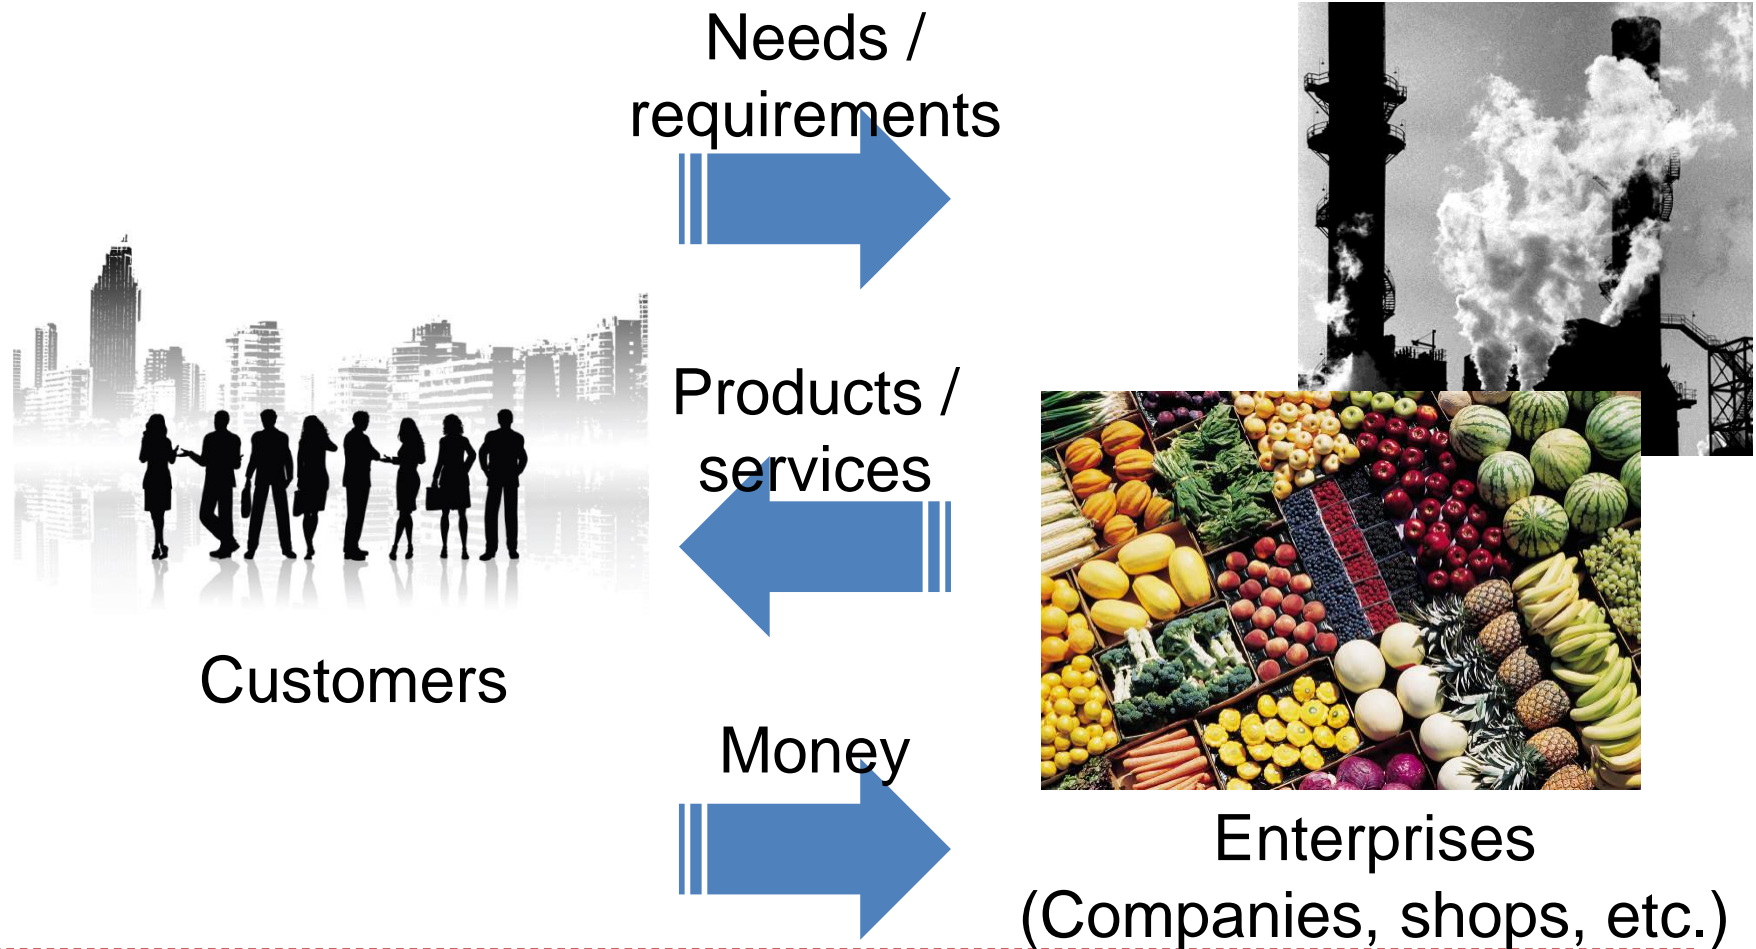 Needs /
requirements
Products /
services
Customers
Money
Enterprises
(Companies, shops, etc.)